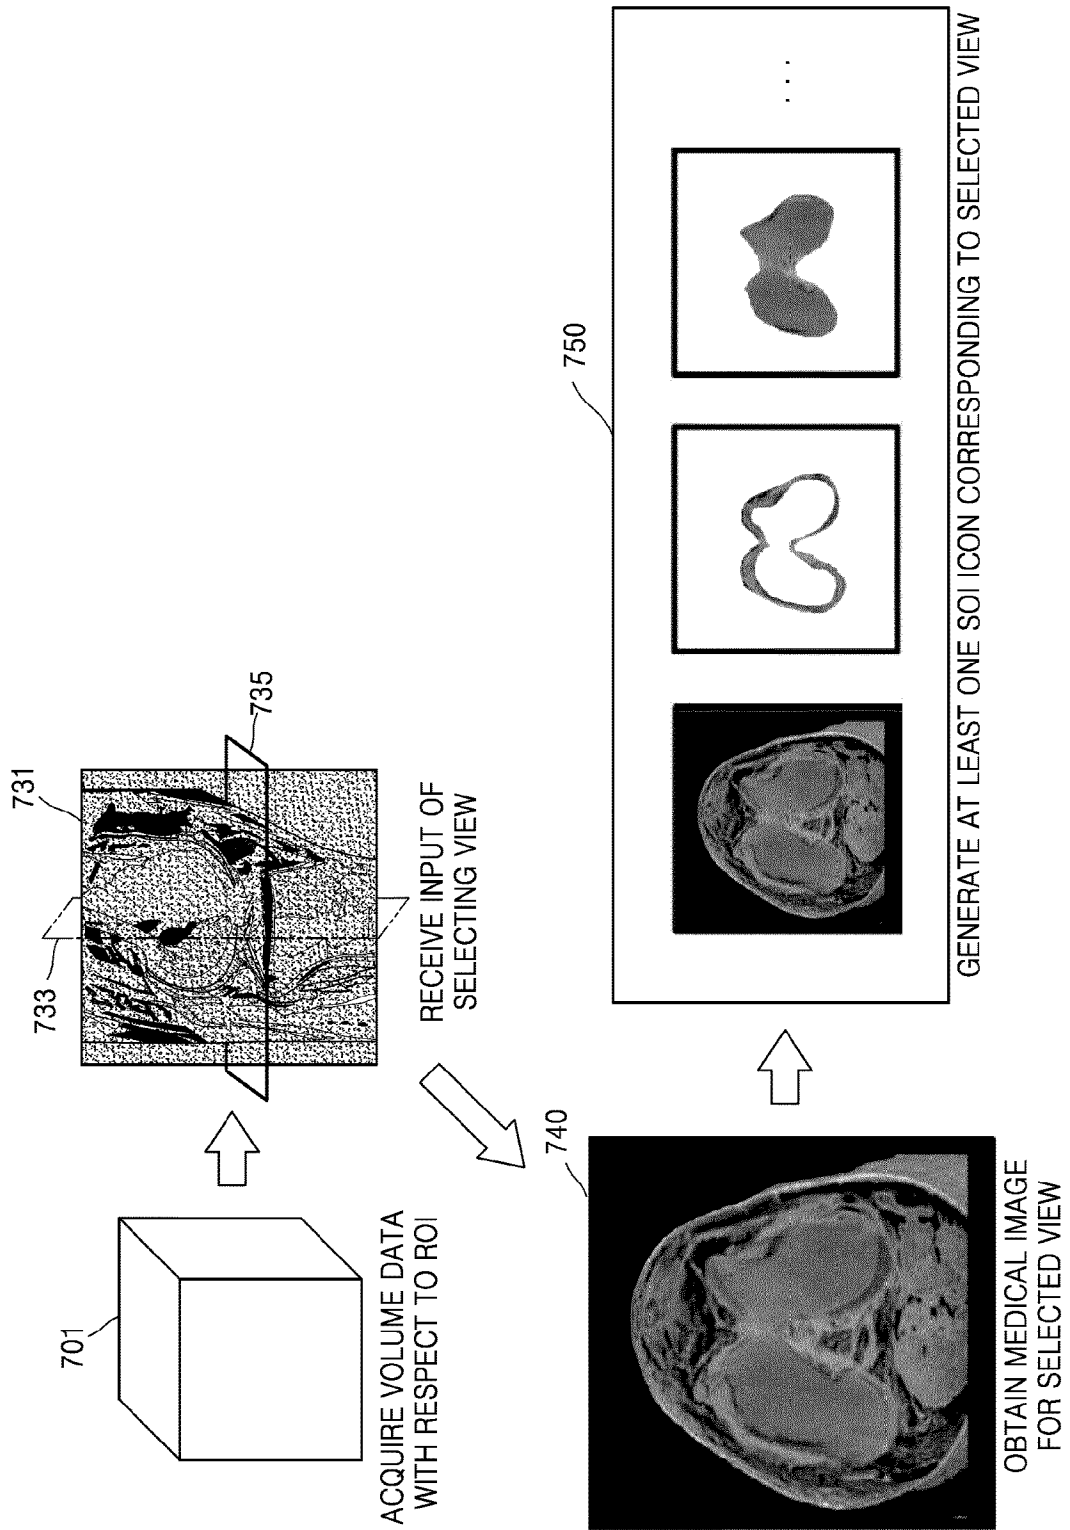 701
ACQUIRE VOLUME DATA
WITH RESPECT TO ROI
733
731
735
RECEIVE INPUT OF
SELECTING VIEW
740
OBTAIN MEDICAL IMAGE
FOR SELECTED VIEW
750
. . .
GENERATE AT LEAST ONE SOI ICON CORRESPONDING TO SELECTED VIEW